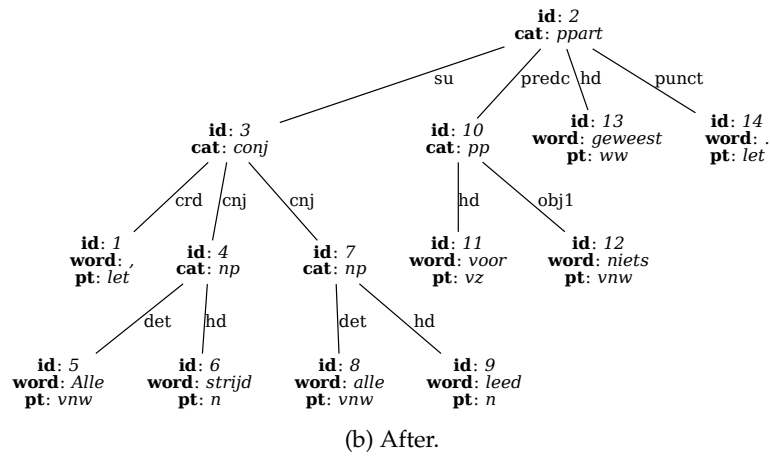 id: 2
cat: ppart
su
predc
hd
punct
id: 3
cat: conj
id: 10
cat: pp
id: 13
word: geweest
pt: ww
id: 14
word: .
pt: let
crd
cnj
cnj
hd
obj1
id: 1
word: ,
pt: let
id: 4
cat: np
id: 7
cat: np
id: 11
word: voor
pt: vz
id: 12
word: niets
pt: vnw
det
hd
det
hd
id: 5
word: Alle
pt: vnw
id: 6
word: strijd
pt: n
id: 8
word: alle
pt: vnw
id: 9
word: leed
pt: n
(b) After.